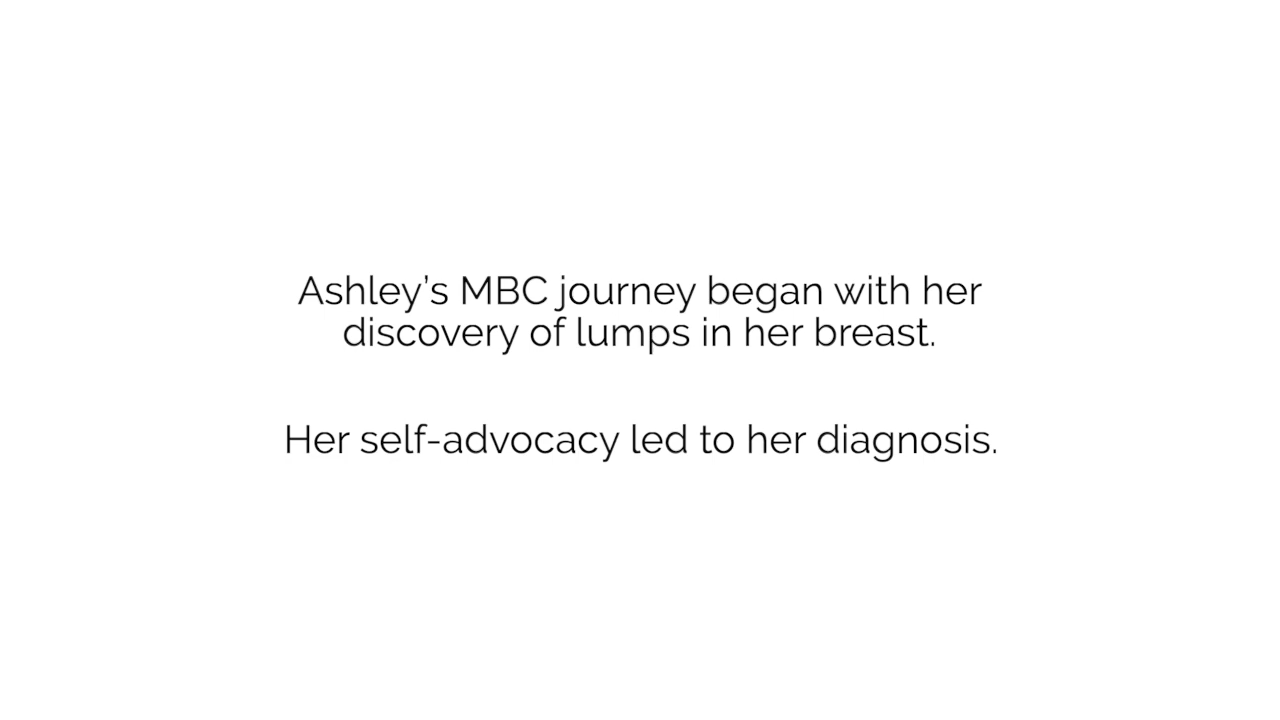 Ashley’s MBC journey began with her
discovery of lumps in her breast.
Her self-advocacy led to her diagnosis.